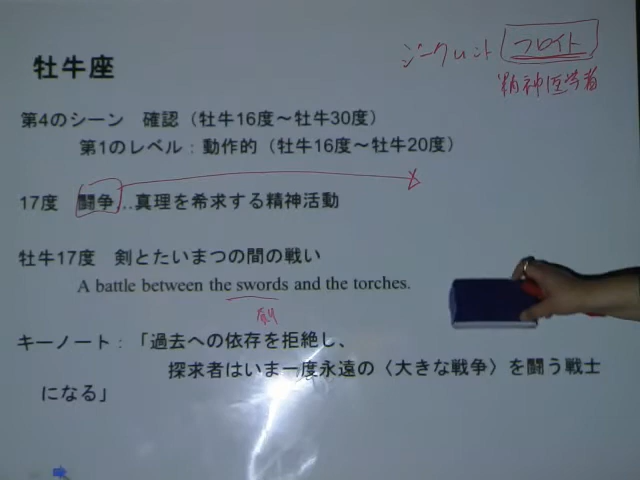 ジークムント フロイト
精神医学者
牡牛座
第4のシーン 確認（牡牛16度～牡牛30度）
第1のレベル：動作的（牡牛16度～牡牛20度）
17度 闘争…真理を希求する精神活動
牡牛17度 剣とたいまつの間の戦い
A battle between the swords and the torches.
剣
キーノート：「過去への依存を拒絶し、
探求者はいま一度永遠の〈大きな戦争〉を闘う戦士
になる」